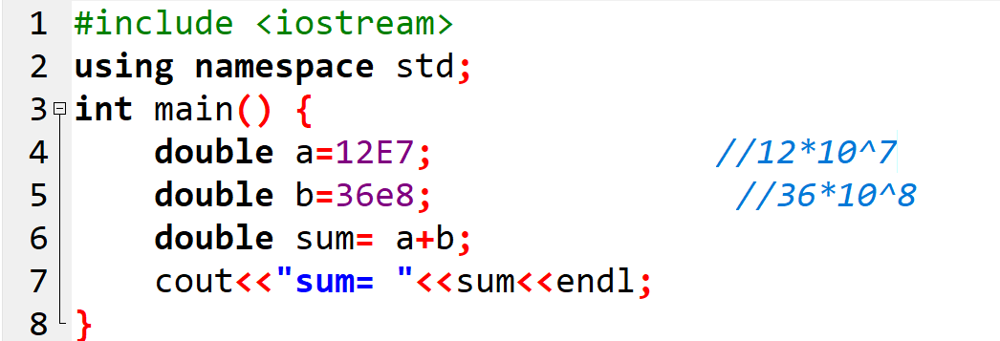 1 #include <iostream>
2 using namespace std;
3 int main() {
4 double a=12E7; //12*10^7
5 double b=36e8; //36*10^8
6 double sum= a+b;
7 cout<<"sum= "<<sum<<endl;
8 }